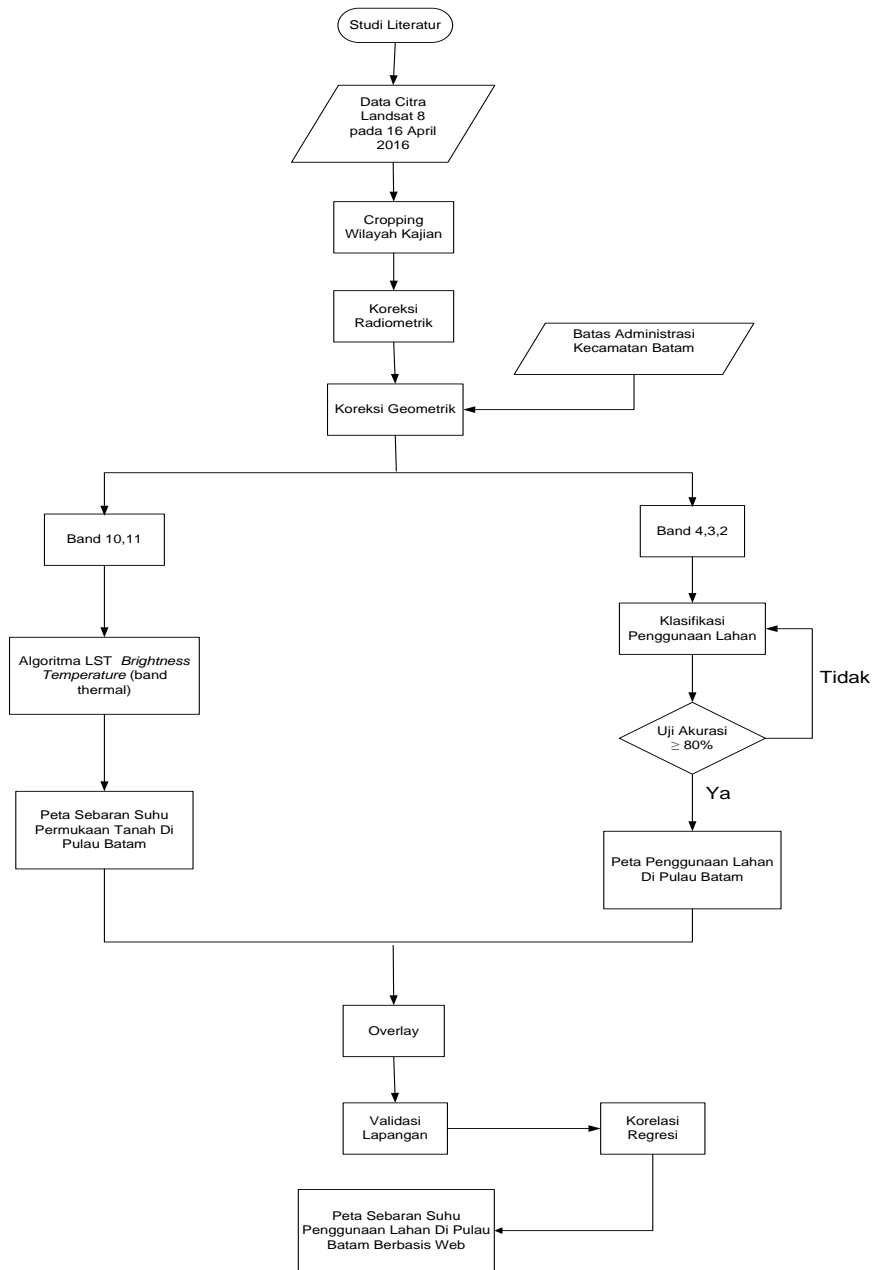 Studi Literatur
Data Citra
Landsat 8
pada 16 April
2016
Cropping
Wilayah Kajian
Koreksi
Radiometrik
Batas Administrasi
Kecamatan Batam
Koreksi Geometrik
Band 10,11
Band 4,3,2
Algoritma LST Brightness
Temperature (band
thermal)
Klasifikasi
Penggunaan Lahan
Tidak
Uji Akurasi
≥ 80%
Ya
Peta Sebaran Suhu
Permukaan Tanah Di
Pulau Batam
Peta Penggunaan Lahan
Di Pulau Batam
Overlay
Validasi
Lapangan
Korelasi
Regresi
Peta Sebaran Suhu
Penggunaan Lahan Di Pulau
Batam Berbasis Web